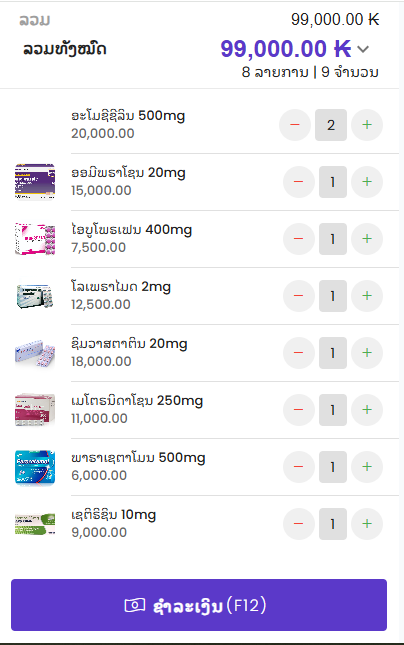 ລວມ 99,000.00 ₭
ລວມທັງໝົດ 99,000.00 ₭
8 ລາຍການ | 9 ຈຳນວນ
ອະໂມຊີຊີລິນ 500mg
20,000.00
− 2 +
ອອມີພຣາໂຊນ 20mg
15,000.00
− 1 +
ໄອບູໂພຣເຟນ 400mg
7,500.00
− 1 +
ໂລເພຣາໄມດ 2mg
12,500.00
− 1 +
ຊິມວາສຕາຕິນ 20mg
18,000.00
− 1 +
ເມໂຕຣນິດາໂຊນ 250mg
11,000.00
− 1 +
ພາຣາເຊຕາໂມນ 500mg
6,000.00
− 1 +
ເຊຕິຣິຊິນ 10mg
9,000.00
− 1 +
ຊຳລະເງິນ (F12)